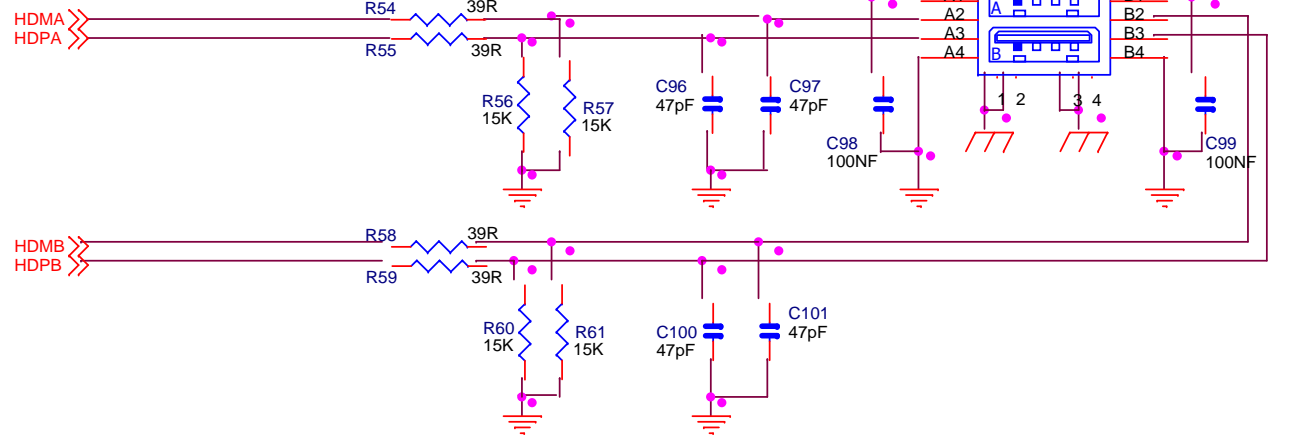 R54 39R
HDMA
HDPA
R55 39R
A2 A B2
A3 B3
A4 B B4
R56
15K
R57
15K
C96
47pF
C97
47pF
1 2 3 4
C98
100NF
C99
100NF
HDMB
HDPB
R58 39R
R59 39R
R60
15K
R61
15K
C100
47pF
C101
47pF